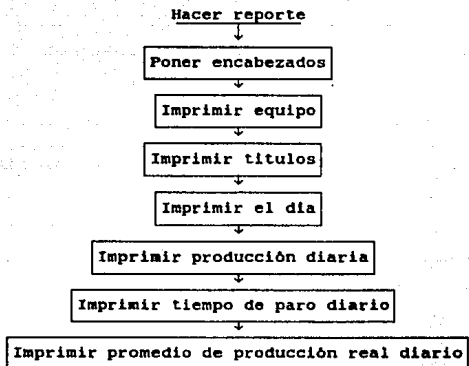 Hacer reporte
Poner encabezados
Imprimir equipo
Imprimir titulos
Imprimir el dia
Imprimir producción diaria
Imprimir tiempo de paro diario
Imprimir promedio de producción real diario